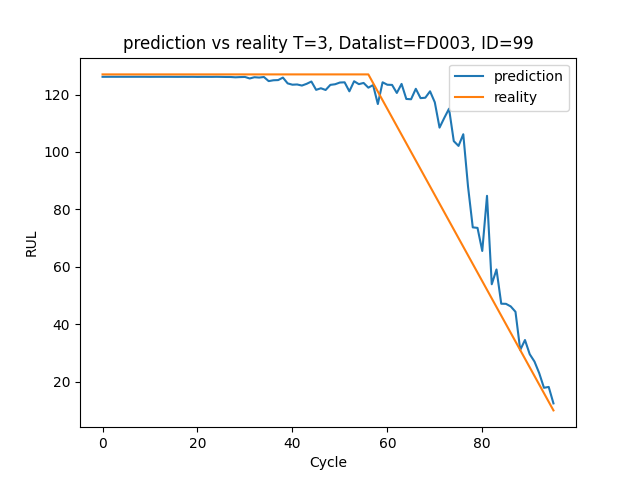 prediction vs reality T=3, Datalist=FD003, ID=99
prediction
reality
RUL
120
100
80
60
40
20
0 20 40 60 80
Cycle